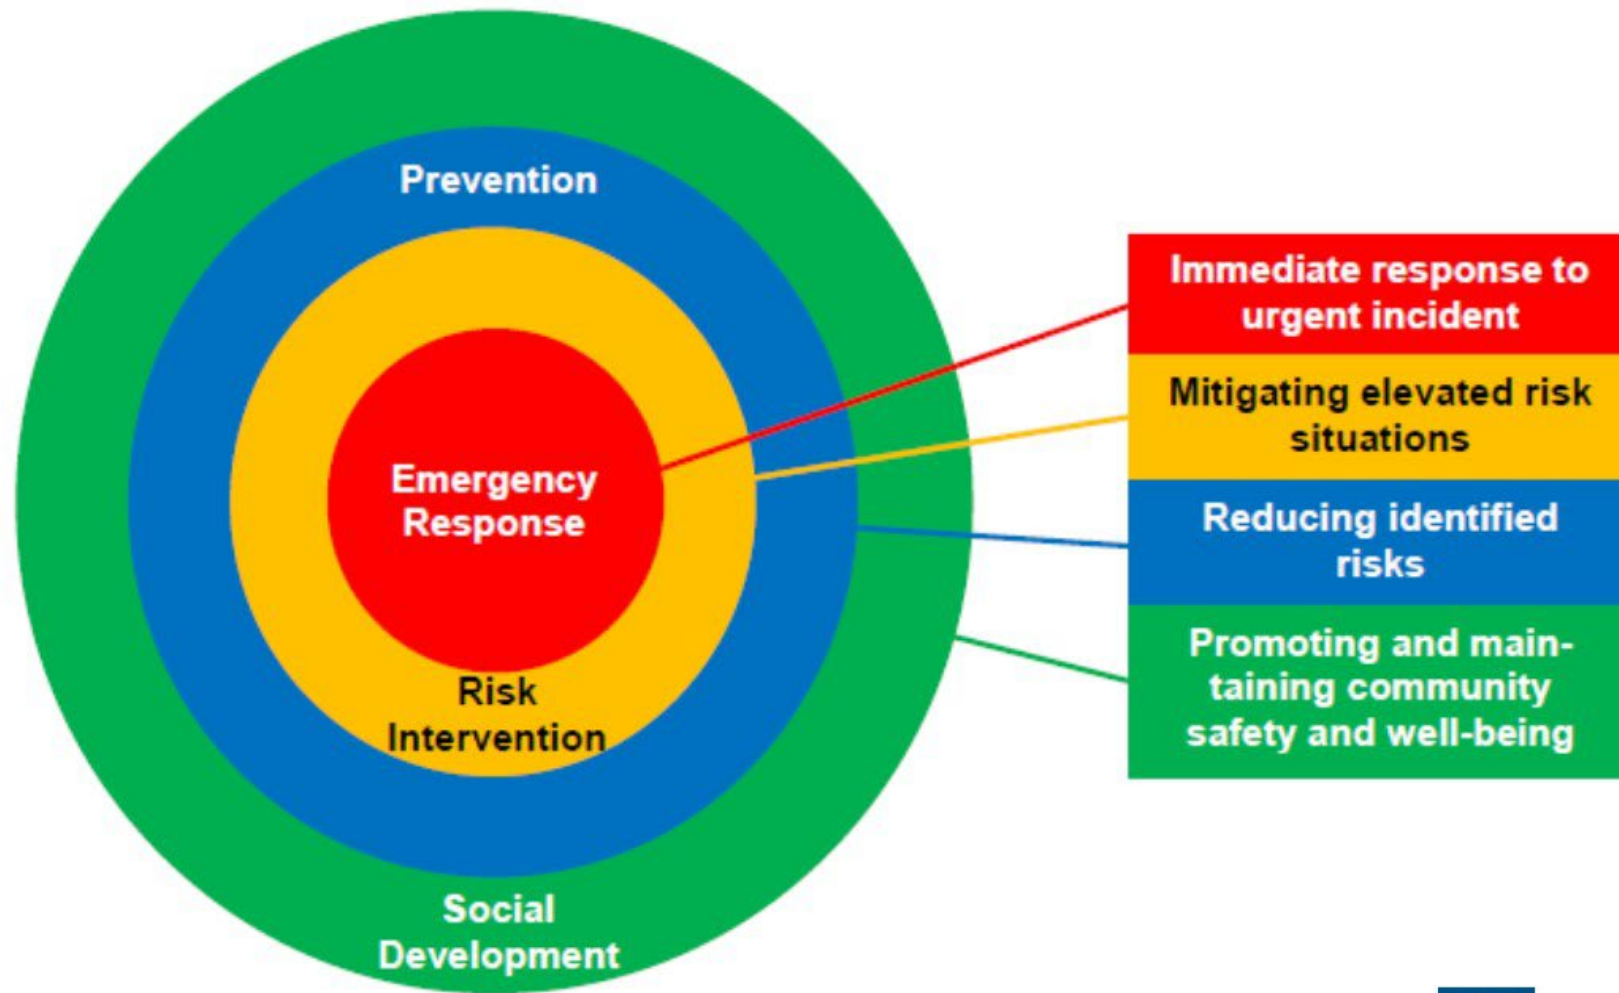 Prevention
Emergency
Response
Risk
Intervention
Social
Development
Immediate response to
urgent incident
Mitigating elevated risk
situations
Reducing identified
risks
Promoting and main-
taining community
safety and well-being